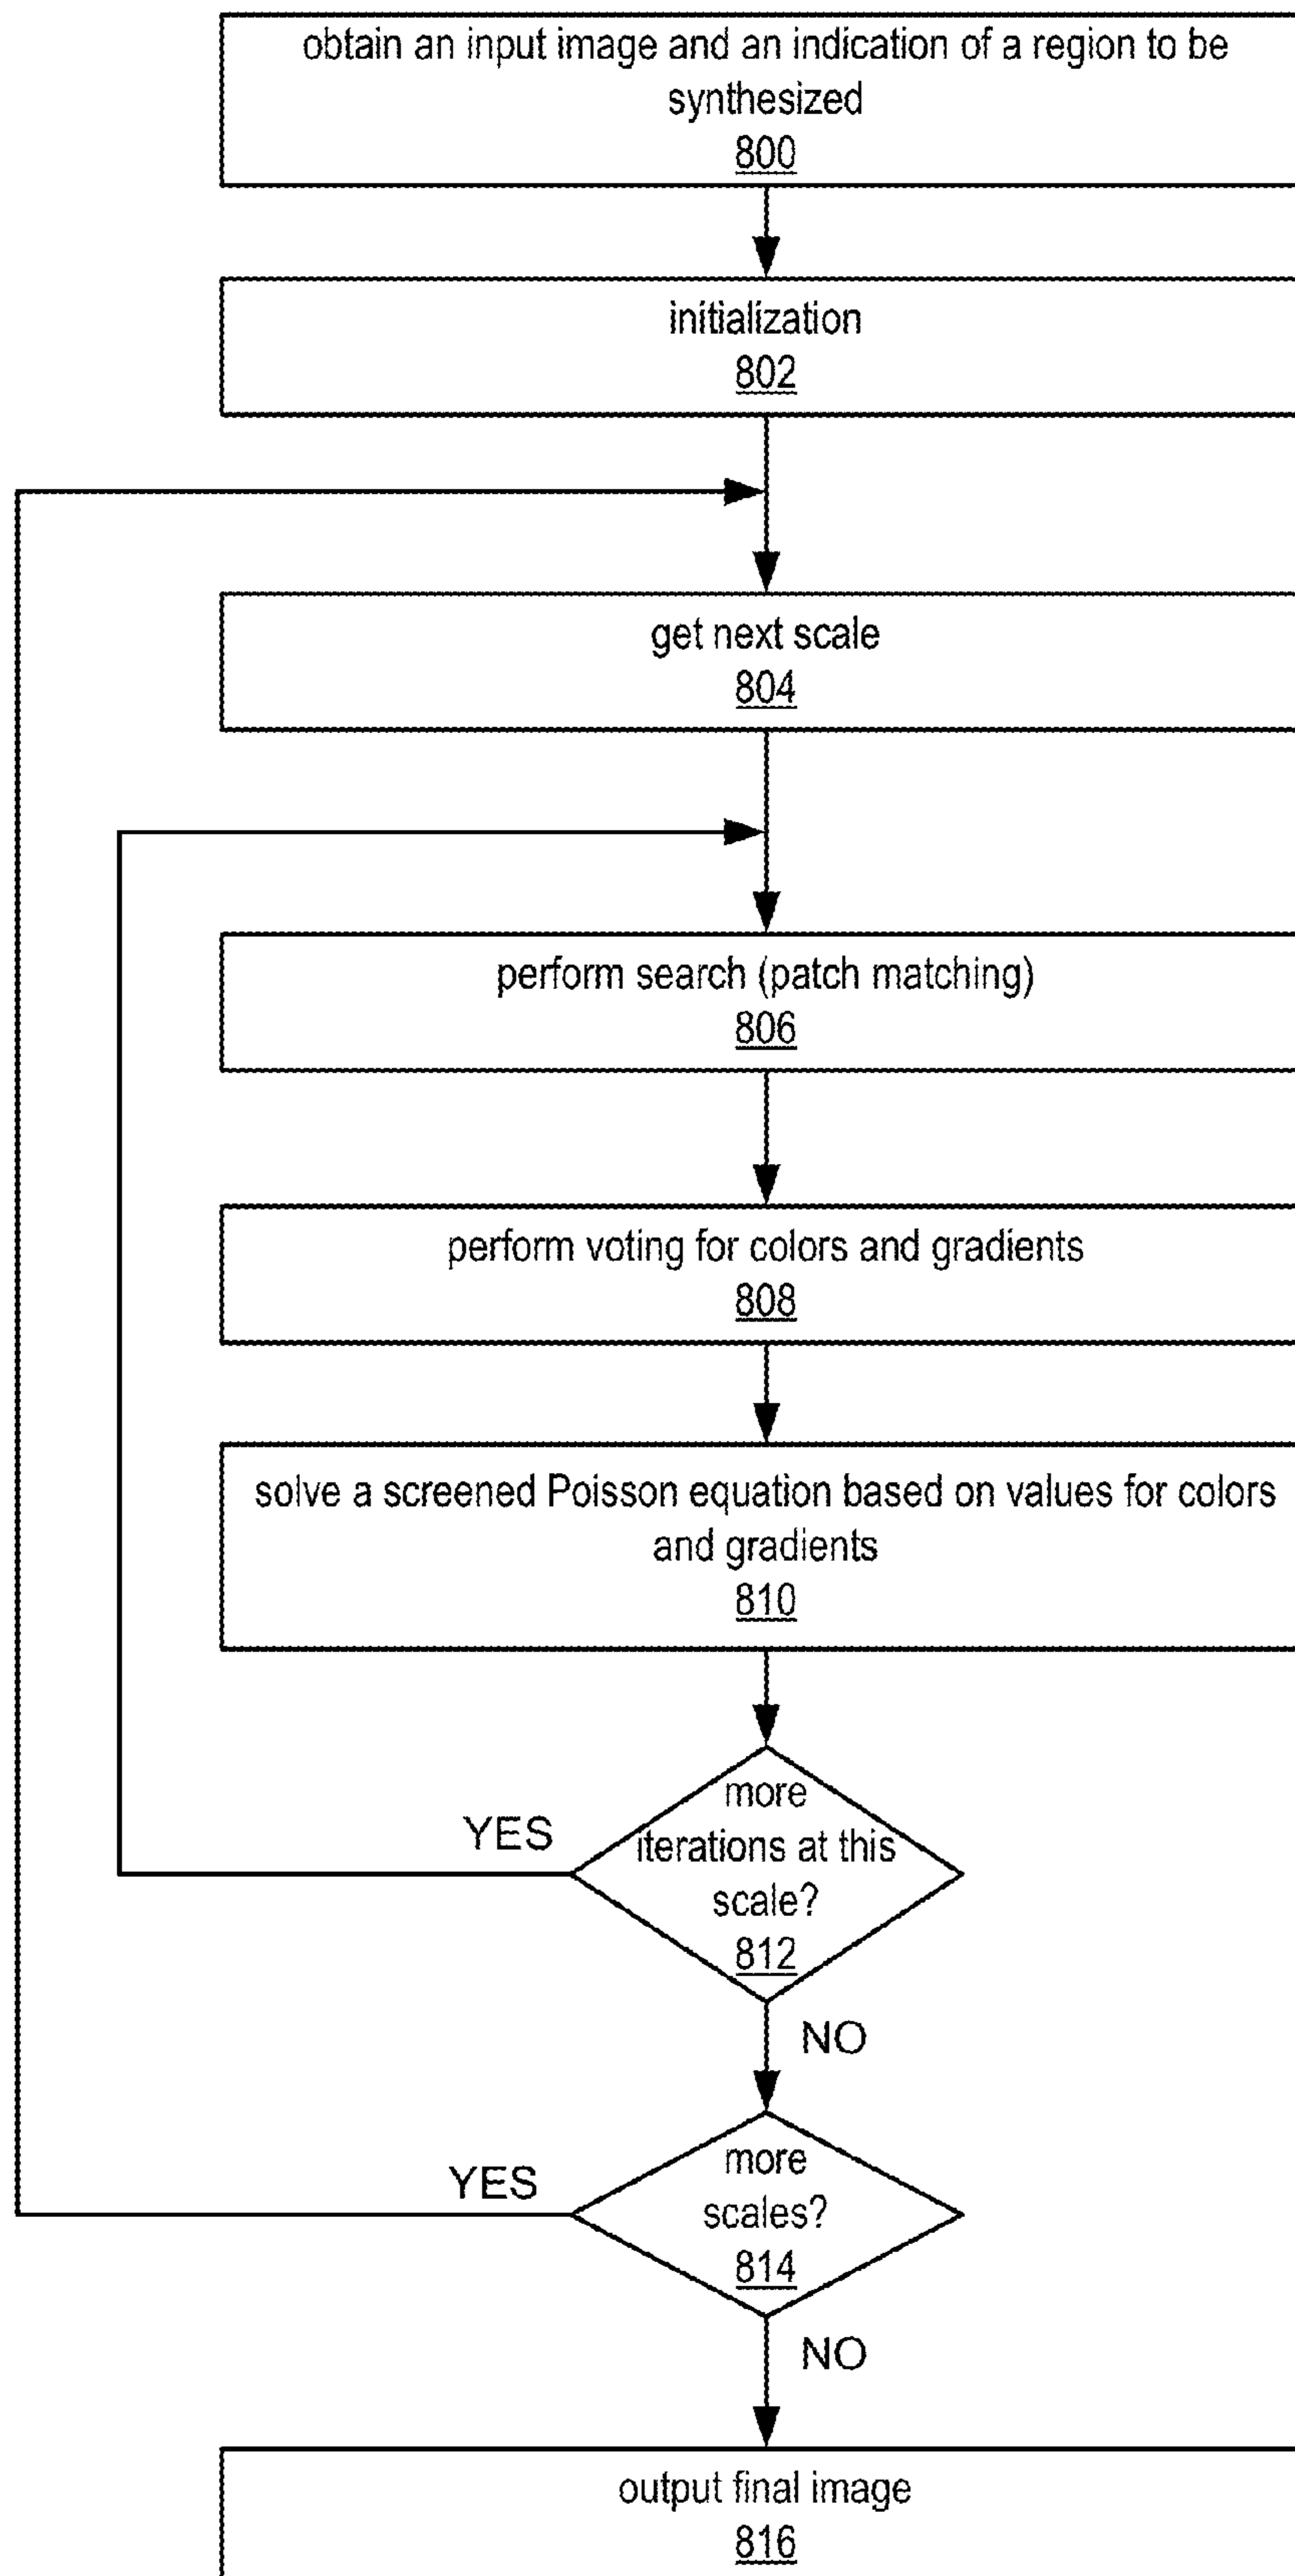 obtain an input image and an indication of a region to be
synthesized
800
initialization
802
get next scale
804
perform search (patch matching)
806
perform voting for colors and gradients
808
solve a screened Poisson equation based on values for colors
and gradients
810
more
iterations at this
scale?
812
YES
NO
more
scales?
814
YES
NO
output final image
816